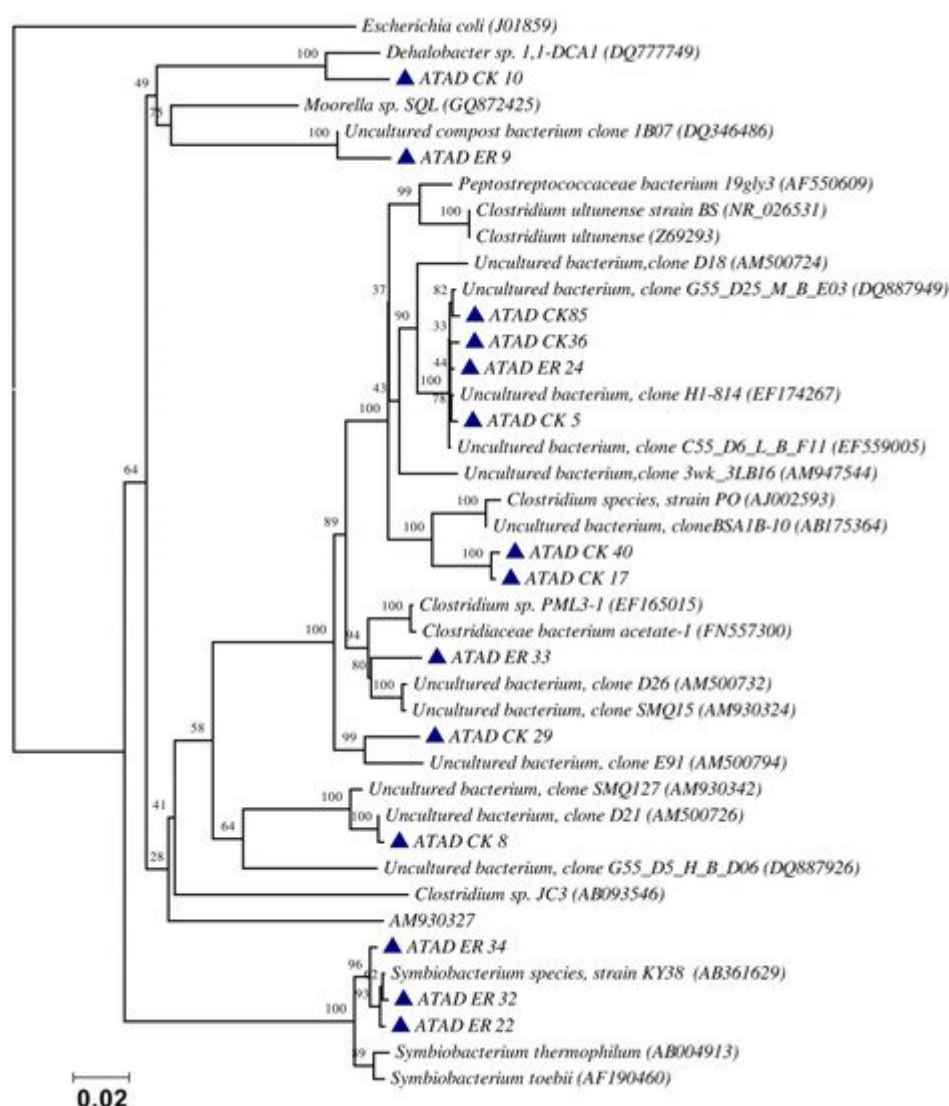 Escherichia coli (J01859)
100 Dehalobacter sp. 1,1-DCA1 (DQ777749)
ATAD CK 10
49
75 Moorella sp. SQL (GQ872425)
100 Uncultured compost bacterium clone 1B07 (DQ346486)
ATAD ER 9
99 Peptostreptococcaceae bacterium 19gly3 (AF550609)
100 Clostridium ultunense strain BS (NR_026531)
Clostridium ultunense (Z69293)
Uncultured bacterium,clone D18 (AM500724)
37 82 Uncultured bacterium, clone G55_D25_M_B_E03 (DQ887949)
90 ATAD CK85
33 ATAD CK36
44 ATAD ER 24
43 100 78 Uncultured bacterium, clone H1-814 (EF174267)
100 ATAD CK 5
Uncultured bacterium, clone C55_D6_L_B_F11 (EF559005)
Uncultured bacterium,clone 3wk_3LB16 (AM947544)
64 100 Clostridium species, strain PO (AJ002593)
89 Uncultured bacterium, cloneBSA1B-10 (AB175364)
100 100 ATAD CK 40
ATAD CK 17
100 Clostridium sp. PML3-1 (EF165015)
100 94 Clostridiaceae bacterium acetate-1 (FN557300)
80 ATAD ER 33
100 Uncultured bacterium, clone D26 (AM500732)
Uncultured bacterium, clone SMQ15 (AM930324)
58 99 ATAD CK 29
Uncultured bacterium, clone E91 (AM500794)
100 Uncultured bacterium, clone SMQ127 (AM930342)
41 100 Uncultured bacterium, clone D21 (AM500726)
64 ATAD CK 8
28 Uncultured bacterium, clone G55_D5_H_B_D06 (DQ887926)
Clostridium sp. JC3 (AB093546)
AM930327
ATAD ER 34
96 62 Symbiobacterium species, strain KY38 (AB361629)
93 ATAD ER 32
100 ATAD ER 22
Symbiobacterium thermophilum (AB004913)
Symbiobacterium toebii (AF190460)
0.02